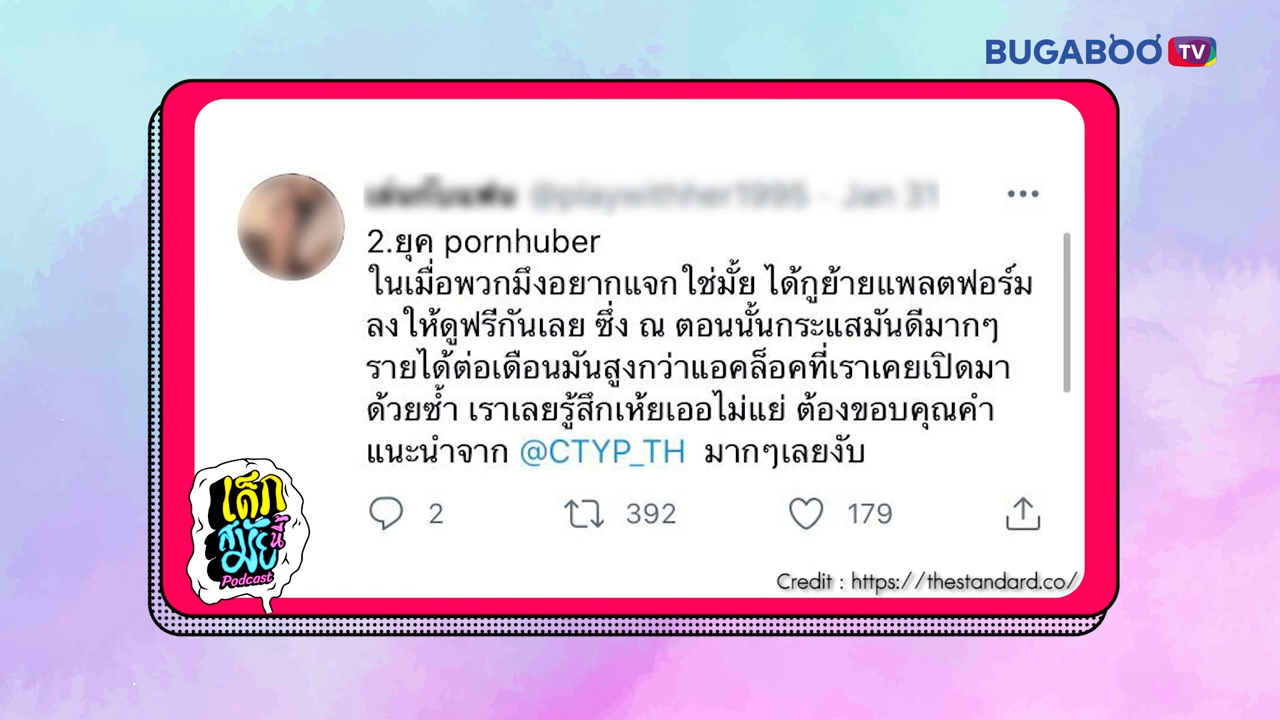 BUGABOO TV
2.ยุค pornhuber
ในเมื่อพวกมึงอยากแจกใช่มั้ย ได้กูย้ายแพลตฟอร์ม
ลงให้ดูฟรีกันเลย ซึ่ง ณ ตอนนั้นกระแสมันดีมากๆ
รายได้ต่อเดือนมันสูงกว่าแอคล็อคที่เราเคยเปิดมา
ด้วยซ้ำ เราเลยรู้สึกเห้ยเออไม่แย่ ต้องขอบคุณคำ
แนะนำจาก @CTYP_TH มากๆเลยงับ
2 392 179
เด็ก
สมัยนี้
Podcast
Credit : https://thestandard.co/